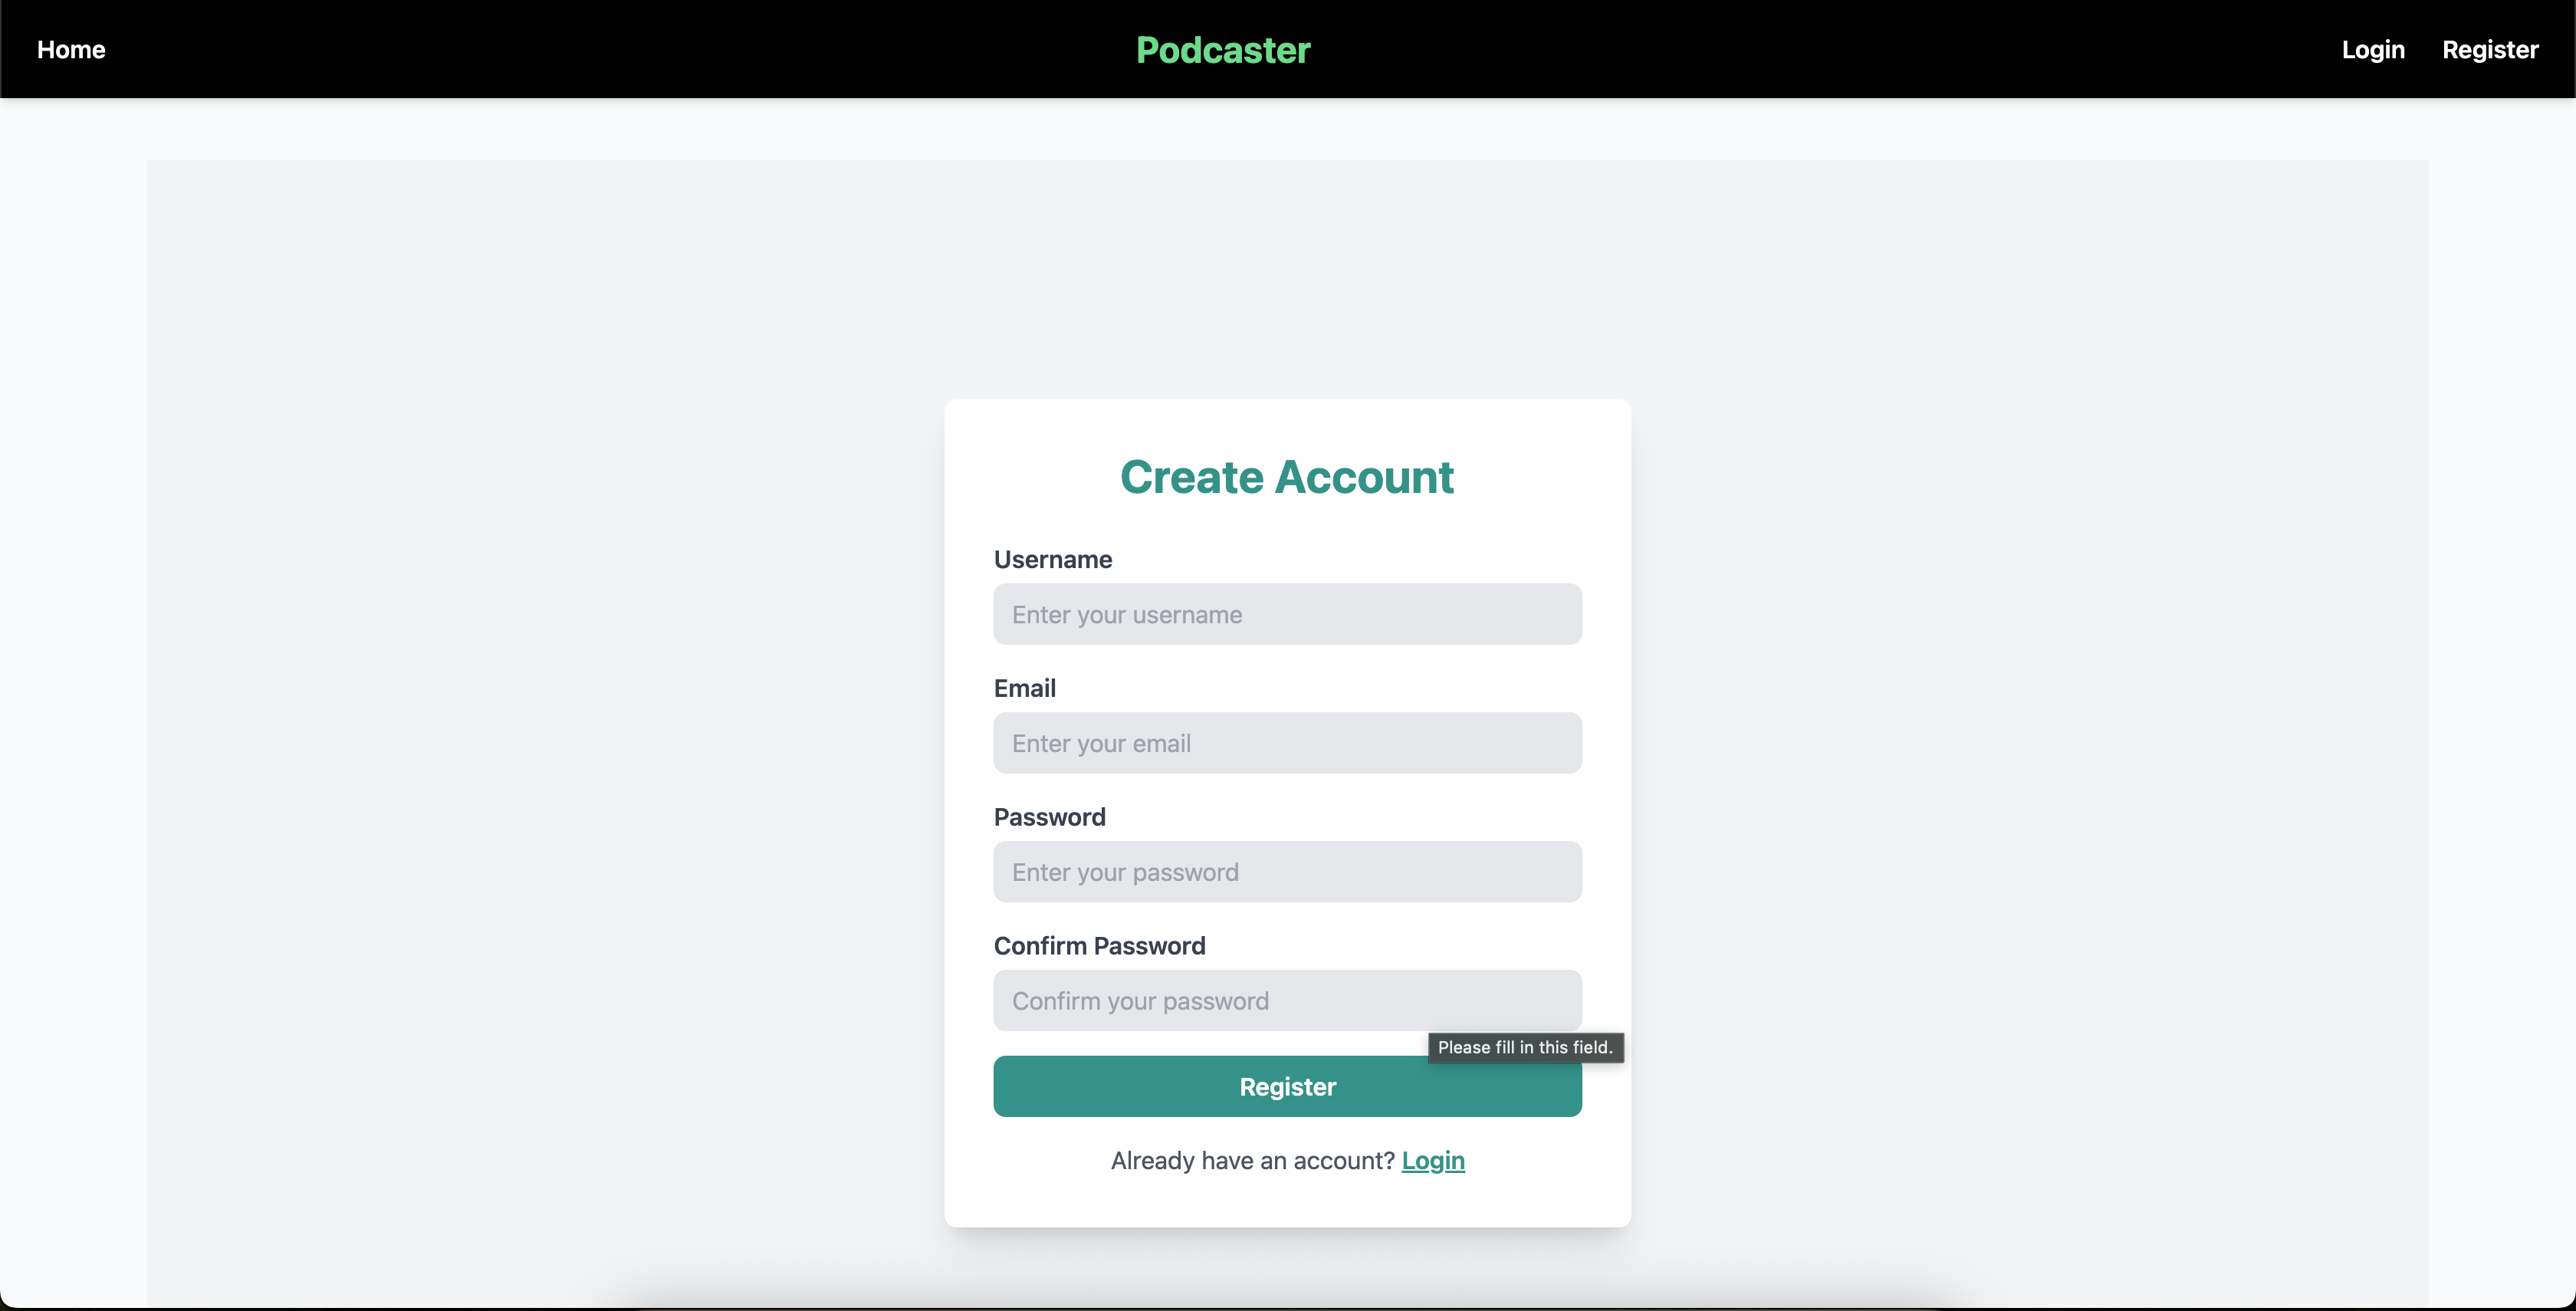 Home
Podcaster
Login
Register
Create Account
Username
Enter your username
Email
Enter your email
Password
Enter your password
Confirm Password
Confirm your password
Please fill in this field.
Register
Already have an account? Login